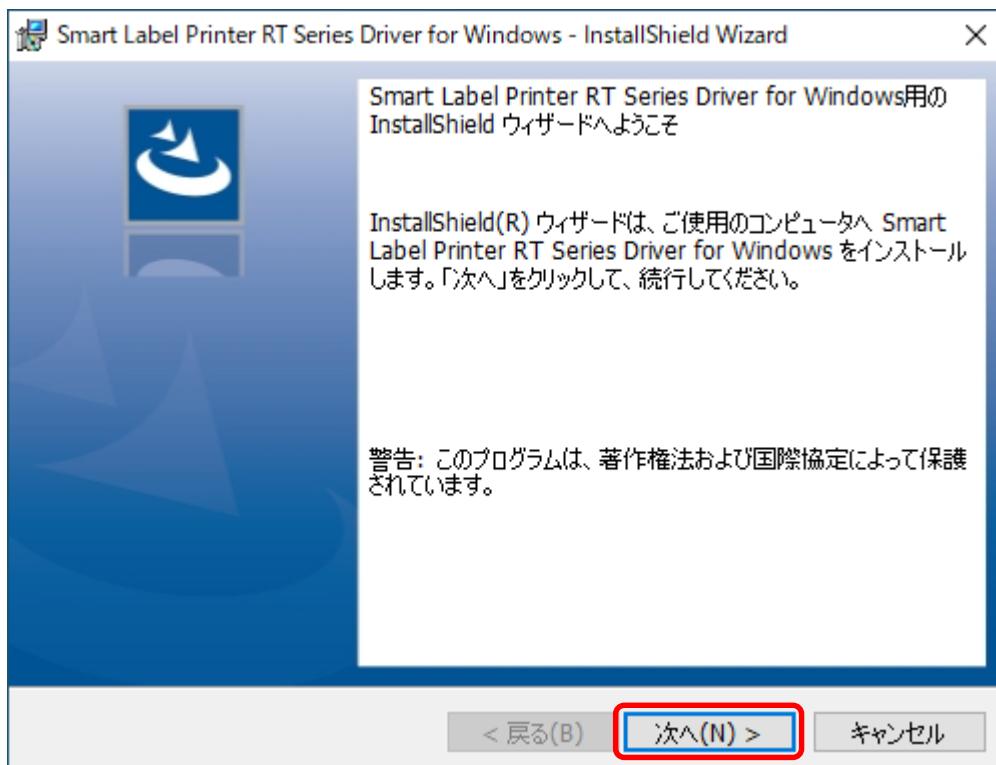 Smart Label Printer RT Series Driver for Windows - InstallShield Wizard
Smart Label Printer RT Series Driver for Windows用の
InstallShield ウィザードへようこそ
InstallShield(R) ウィザードは、ご使用のコンピュータへ Smart
Label Printer RT Series Driver for Windows をインストール
します。「次へ」をクリックして、続行してください。
警告: このプログラムは、著作権法および国際協定によって保護
されています。
< 戻る(B)
次へ(N) >
キャンセル